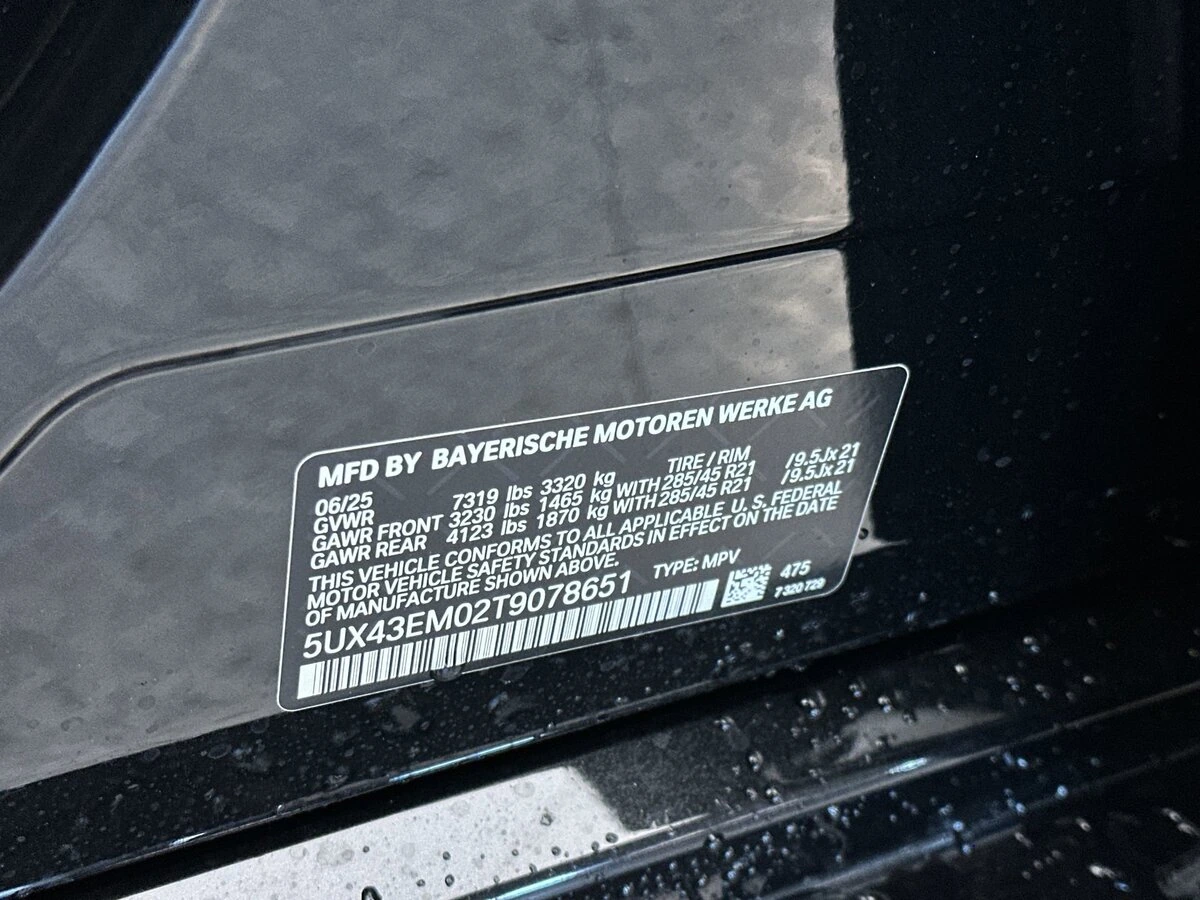 MFD BY BAYERISCHE MOTOREN WERKE AG
06/25 TIRE / RIM
GVWR 7319 lbs 3320 kg
GAWR FRONT 3230 lbs 1465 kg WITH 285/45 R21 /9.5Jx21
GAWR REAR 4123 lbs 1870 kg WITH 285/45 R21 /9.5Jx21
THIS VEHICLE CONFORMS TO ALL APPLICABLE U. S. FEDERAL
MOTOR VEHICLE SAFETY STANDARDS IN EFFECT ON THE DATE
OF MANUFACTURE SHOWN ABOVE. TYPE: MPV
5UX43EM02T9078651 475
7 320 729